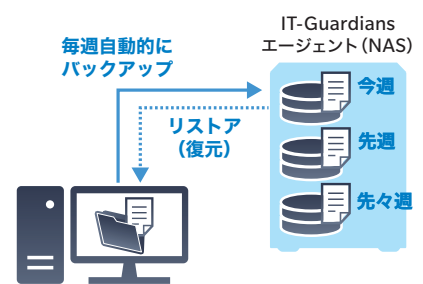 IT-Guardians
エージェント（NAS）
毎週自動的に
バックアップ
今週
リストア
（復元）
先週
先々週